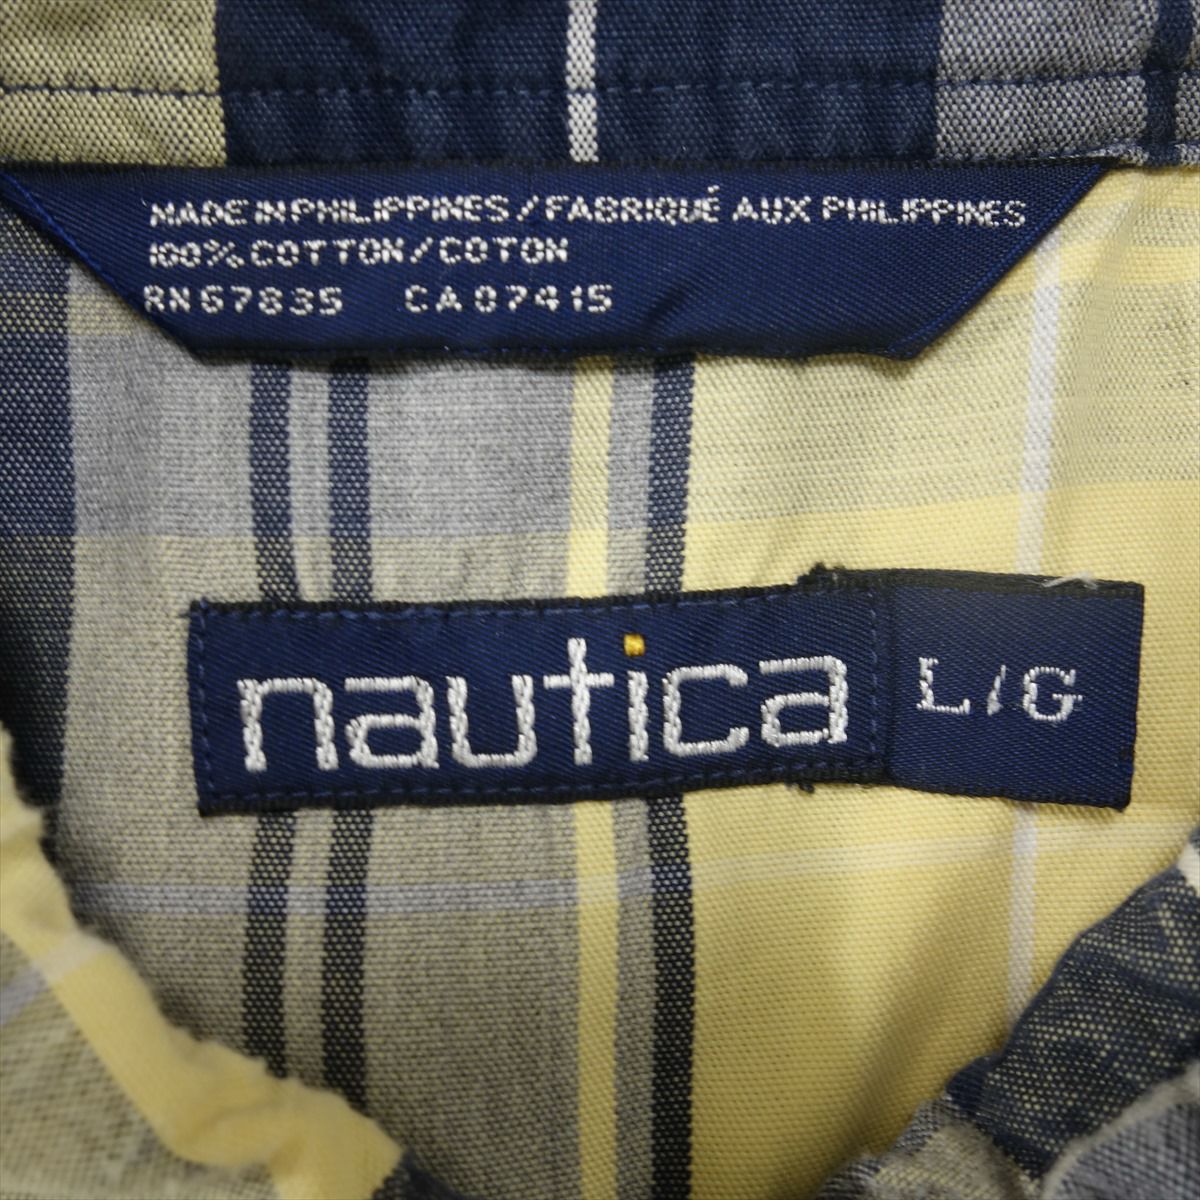 MADE IN PHILIPPINES / FABRIQUÉ AUX PHILIPPINES
100% COTTON / COTON
RN 67835 CA 07415
nautica L/G